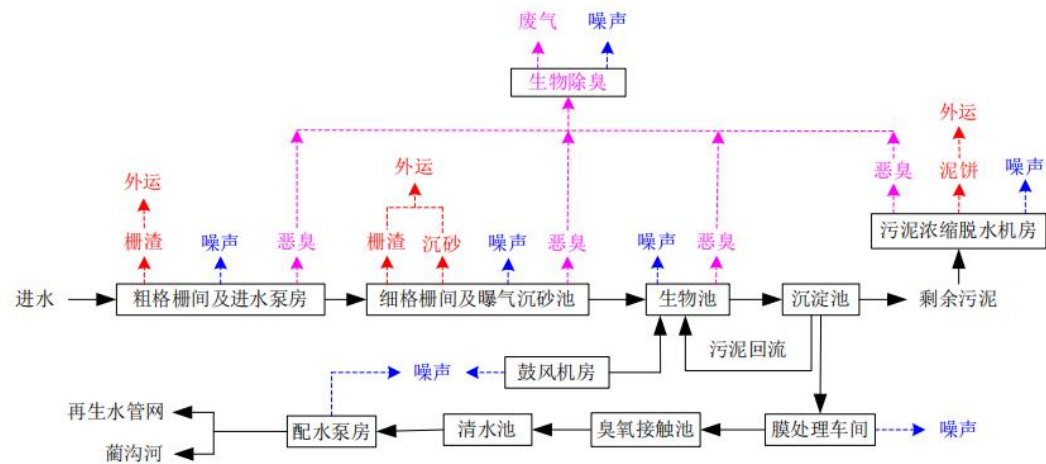 废气
噪声
生物除臭
外运
外运
外运
恶臭
泥饼
噪声
栅渣
噪声
恶臭
栅渣
沉砂
噪声
恶臭
噪声
恶臭
污泥浓缩脱水机房
进水
粗格栅间及进水泵房
细格栅间及曝气沉砂池
生物池
沉淀池
剩余污泥
污泥回流
噪声
鼓风机房
再生水管网
配水泵房
清水池
臭氧接触池
膜处理车间
噪声
蔺沟河